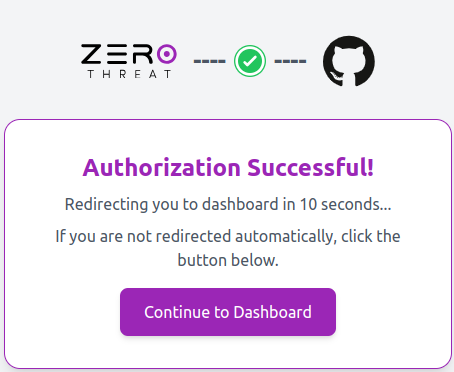 ZERO
THREAT
Authorization Successful!
Redirecting you to dashboard in 10 seconds...
If you are not redirected automatically, click the
button below.
Continue to Dashboard